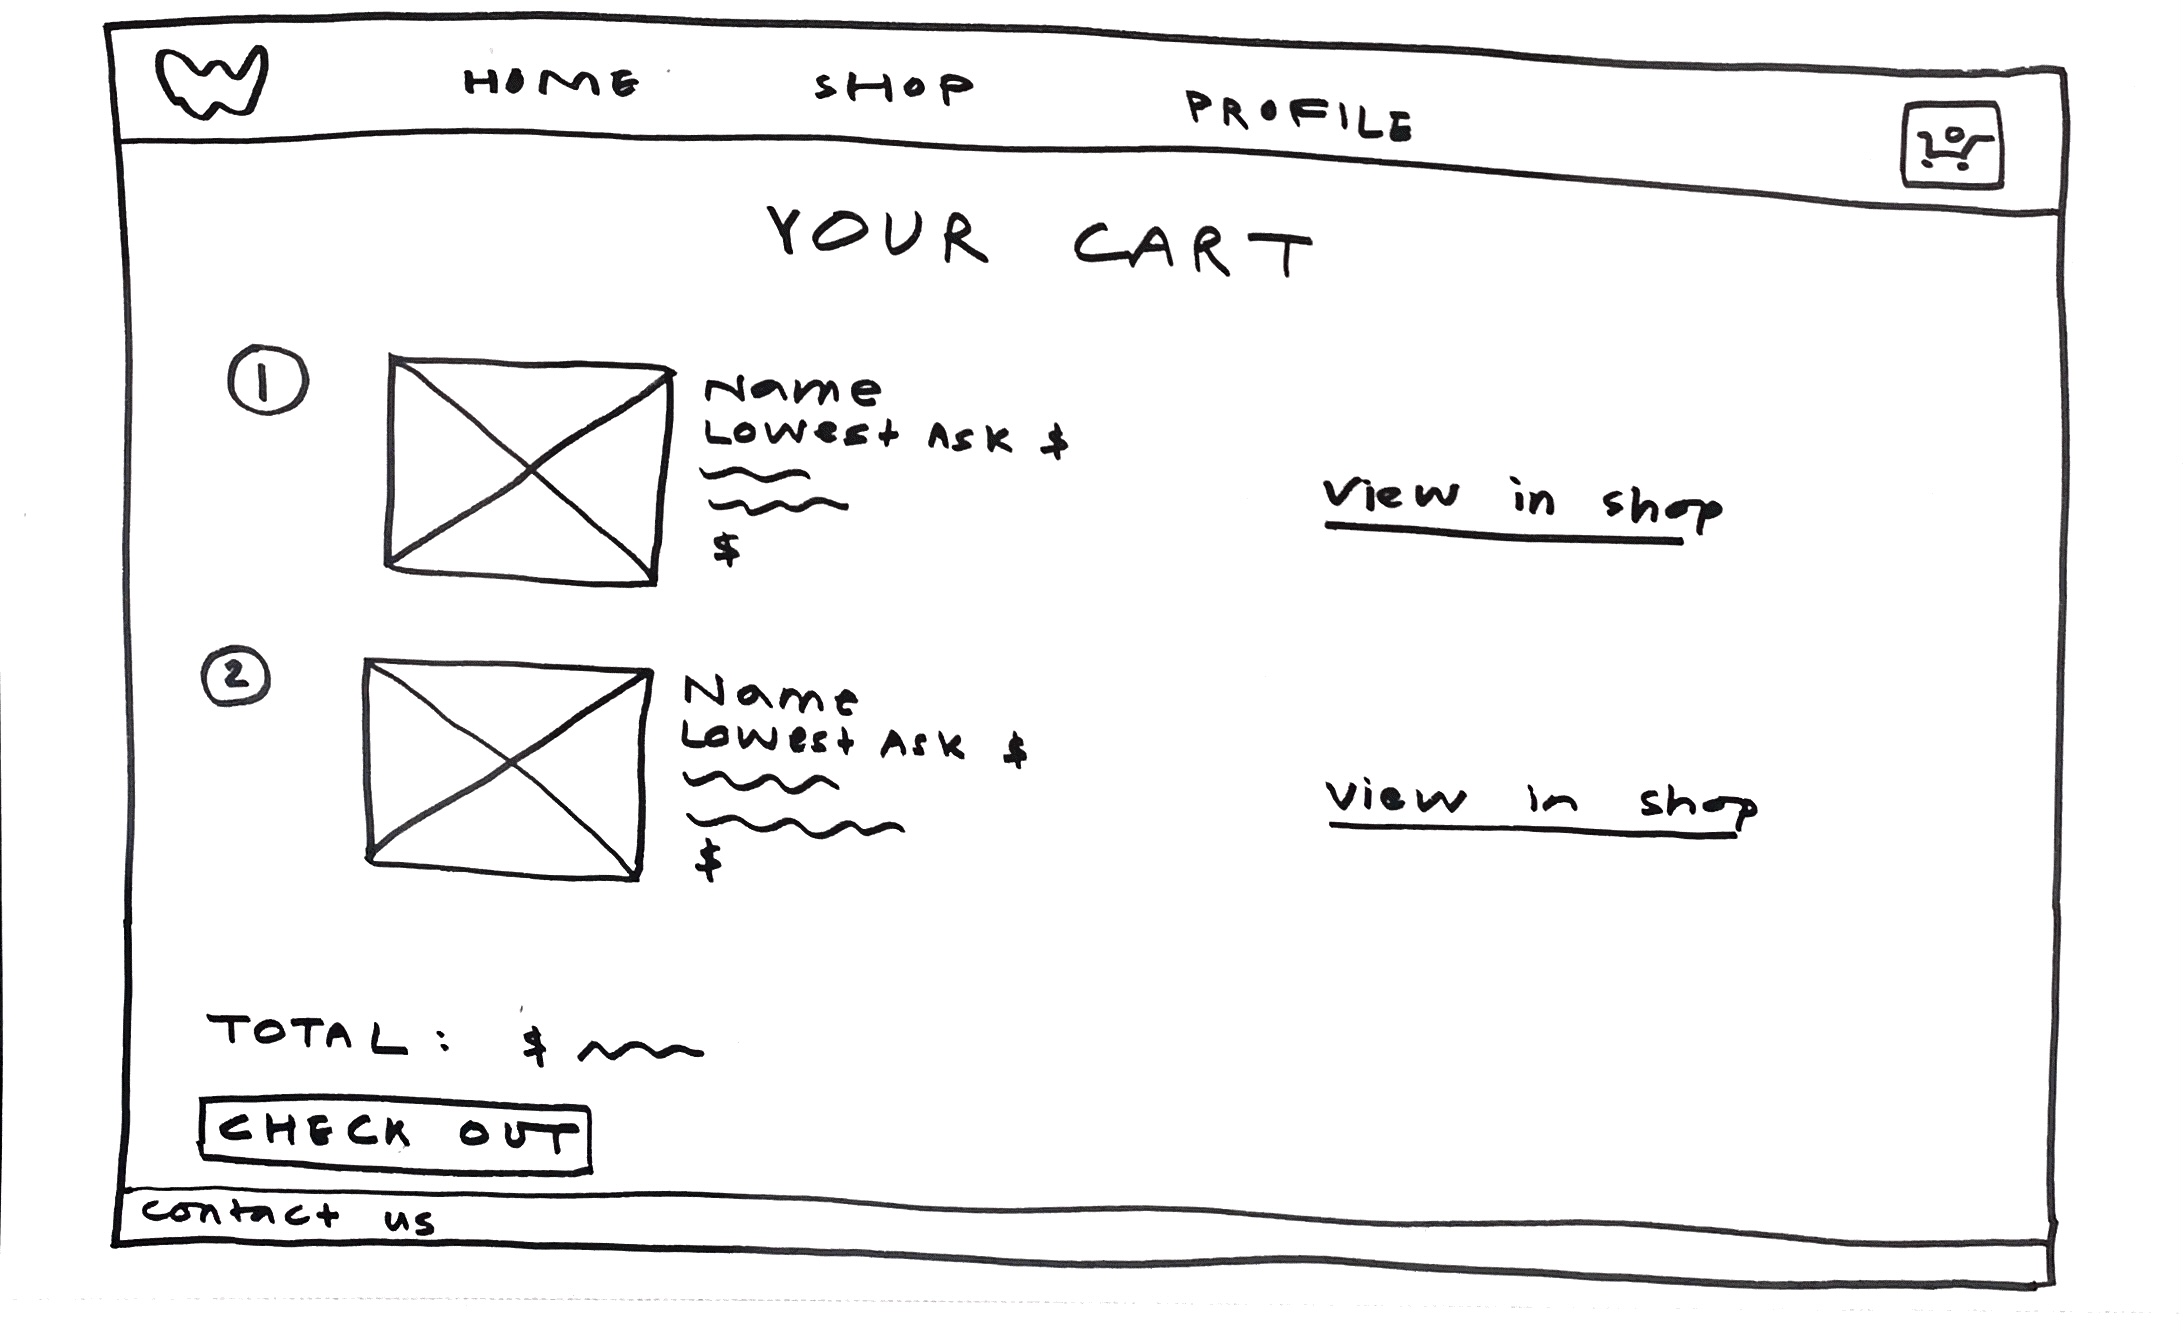 HOME SHOP PROFILE
YOUR CART
1
Name
Lowest Ask $
$
view in shop
2
Name
Lowest Ask $
$
view in shop
TOTAL: $
CHECK OUT
contact us